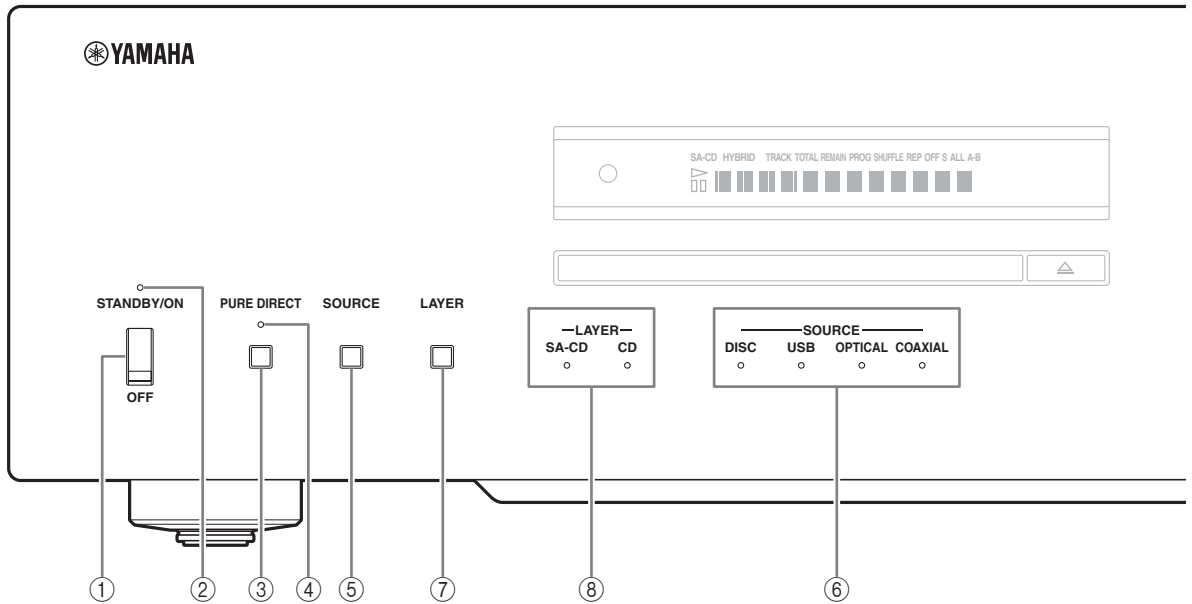 YAMAHA
SA-CD HYBRID TRACK TOTAL REMAIN PROG SHUFFLE REP OFF S ALL A-B
STANDBY/ON PURE DIRECT SOURCE LAYER
OFF
LAYER
SA-CD CD
SOURCE
DISC USB OPTICAL COAXIAL
① ② ③ ④ ⑤ ⑦ ⑧ ⑥